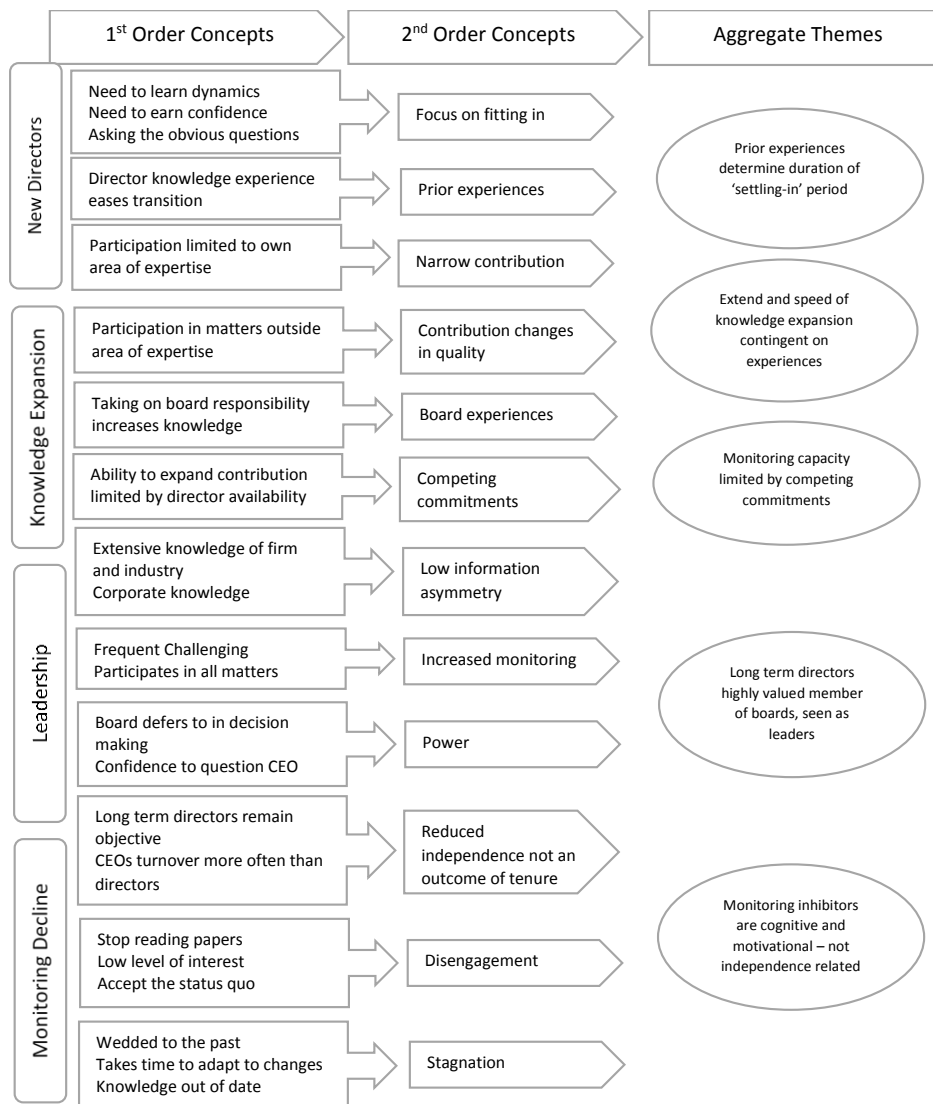 1st Order Concepts
2nd Order Concepts
Aggregate Themes
New Directors
Need to learn dynamics
Need to earn confidence
Asking the obvious questions
Focus on fitting in
Director knowledge experience
eases transition
Prior experiences
Participation limited to own
area of expertise
Narrow contribution
Prior experiences
determine duration of
‘settling-in’ period
Knowledge Expansion
Participation in matters outside
area of expertise
Contribution changes
in quality
Taking on board responsibility
increases knowledge
Board experiences
Ability to expand contribution
limited by director availability
Competing
commitments
Extend and speed of
knowledge expansion
contingent on
experiences
Monitoring capacity
limited by competing
commitments
Leadership
Extensive knowledge of firm
and industry
Corporate knowledge
Low information
asymmetry
Frequent Challenging
Participates in all matters
Increased monitoring
Board defers to in decision
making
Confidence to question CEO
Power
Long term directors
highly valued member
of boards, seen as
leaders
Monitoring Decline
Long term directors remain
objective
CEOs turnover more often than
directors
Reduced
independence not an
outcome of tenure
Stop reading papers
Low level of interest
Accept the status quo
Disengagement
Wedded to the past
Takes time to adapt to changes
Knowledge out of date
Stagnation
Monitoring inhibitors
are cognitive and
motivational – not
independence related